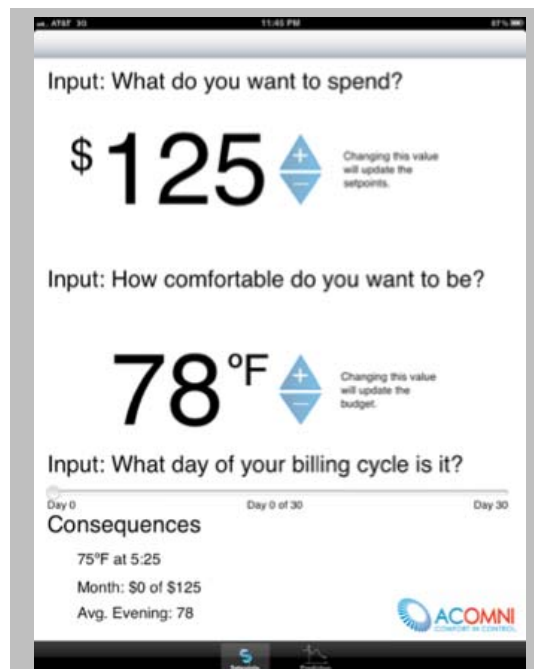 AT&T 3G 11:45 PM 87%
Input: What do you want to spend?
$125
+
−
Changing this value
will update the
setpoints.
Input: How comfortable do you want to be?
78°F
+
−
Changing this value
will update the
budget.
Input: What day of your billing cycle is it?
Day 0 Day 0 of 30 Day 30
Consequences
75°F at 5:25
Month: $0 of $125
Avg. Evening: 78
ACOMNI
COMFORT IN CONTROL